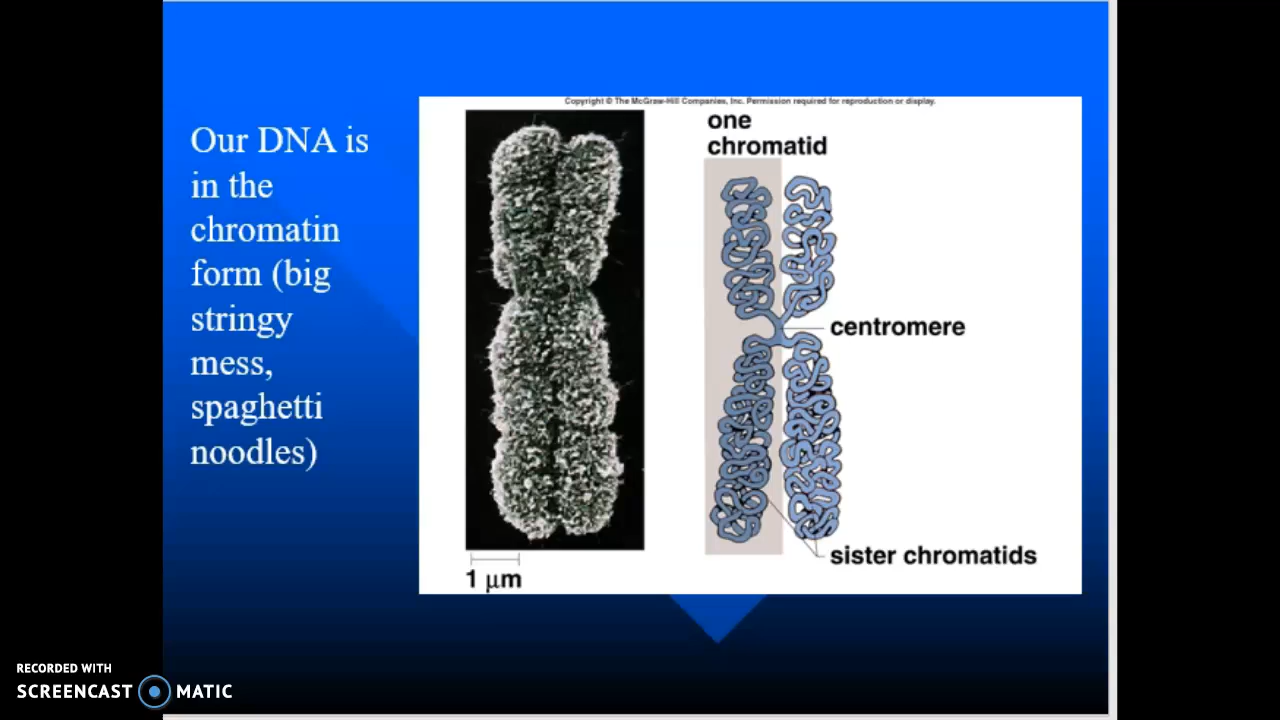 Our DNA is
in the
chromatin
form (big
stringy
mess,
spaghetti
noodles)
Copyright © The McGraw-Hill Companies, Inc. Permission required for reproduction or display.
one
chromatid
centromere
sister chromatids
1 μm
RECORDED WITH
SCREENCAST MATIC